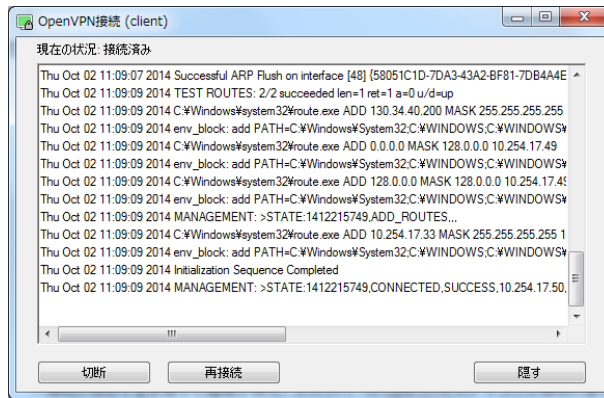 OpenVPN接続 (client)
現在の状況: 接続済み
Thu Oct 02 11:09:07 2014 Successful ARP Flush on interface [48] {58051C1D-7DA3-43A2-BF81-7DB4A4E
Thu Oct 02 11:09:09 2014 TEST ROUTES: 2/2 succeeded len=1 ret=1 a=0 u/d=up
Thu Oct 02 11:09:09 2014 C:¥Windows¥system32¥route.exe ADD 130.34.40.200 MASK 255.255.255.255
Thu Oct 02 11:09:09 2014 env_block: add PATH=C:¥Windows¥System32;C:¥WINDOWS;C:¥WINDOWS¥
Thu Oct 02 11:09:09 2014 C:¥Windows¥system32¥route.exe ADD 0.0.0.0 MASK 128.0.0.0 10.254.17.49
Thu Oct 02 11:09:09 2014 env_block: add PATH=C:¥Windows¥System32;C:¥WINDOWS;C:¥WINDOWS¥
Thu Oct 02 11:09:09 2014 C:¥Windows¥system32¥route.exe ADD 128.0.0.0 MASK 128.0.0.0 10.254.17.49
Thu Oct 02 11:09:09 2014 env_block: add PATH=C:¥Windows¥System32;C:¥WINDOWS;C:¥WINDOWS¥
Thu Oct 02 11:09:09 2014 MANAGEMENT: >STATE:1412215749,ADD_ROUTES,,,
Thu Oct 02 11:09:09 2014 C:¥Windows¥system32¥route.exe ADD 10.254.17.33 MASK 255.255.255.255 1
Thu Oct 02 11:09:09 2014 env_block: add PATH=C:¥Windows¥System32;C:¥WINDOWS;C:¥WINDOWS¥
Thu Oct 02 11:09:09 2014 Initialization Sequence Completed
Thu Oct 02 11:09:09 2014 MANAGEMENT: >STATE:1412215749,CONNECTED,SUCCESS,10.254.17.50,
切断 再接続 隠す